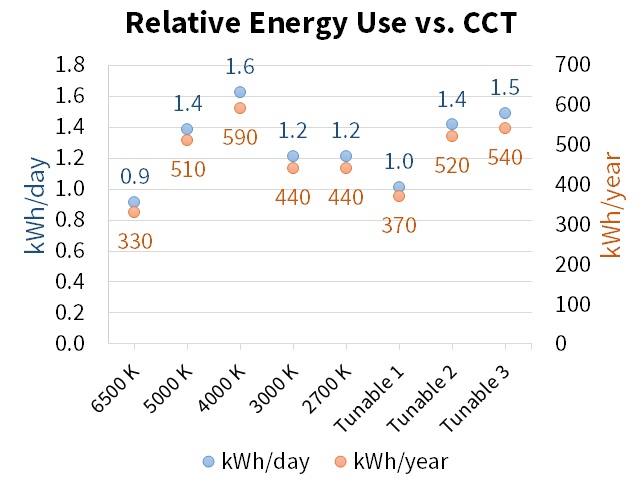 Relative Energy Use vs. CCT
kWh/day
1.8
1.6
1.4
1.2
1.0
0.8
0.6
0.4
0.2
0.0
0.9
1.4
1.6
1.2
1.2
1.0
1.4
1.5
330
510
590
440
440
370
520
540
700
600
500
400
300
200
100
0
kWh/year
6500 K
5000 K
4000 K
3000 K
2700 K
Tunable 1
Tunable 2
Tunable 3
kWh/day
kWh/year